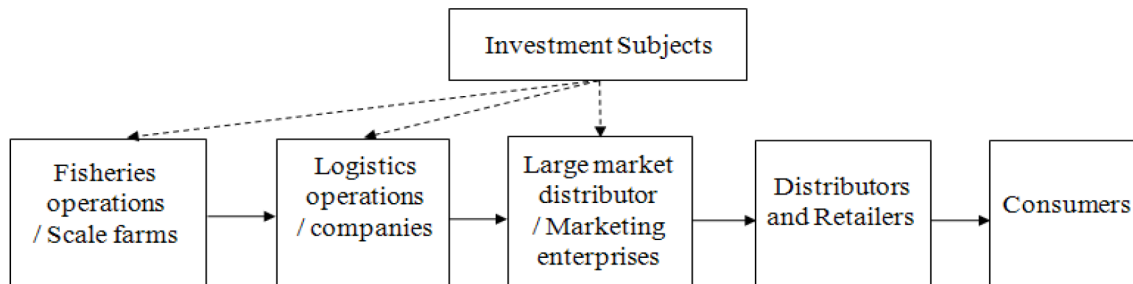 Investment Subjects
Fisheries
operations
/ Scale farms
Logistics
operations
/ companies
Large market
distributor
/ Marketing
enterprises
Distributors
and Retailers
Consumers